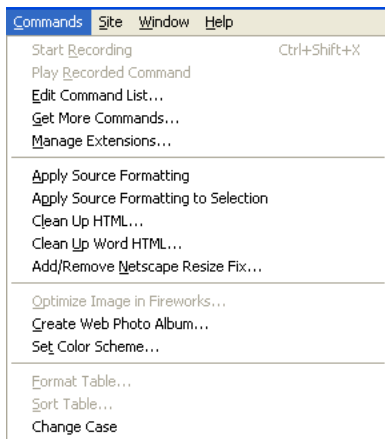 Commands Site Window Help
Start Recording Ctrl+Shift+X
Play Recorded Command
Edit Command List...
Get More Commands...
Manage Extensions...
Apply Source Formatting
Apply Source Formatting to Selection
Clean Up HTML...
Clean Up Word HTML...
Add/Remove Netscape Resize Fix...
Optimize Image in Fireworks...
Create Web Photo Album...
Set Color Scheme...
Format Table...
Sort Table...
Change Case